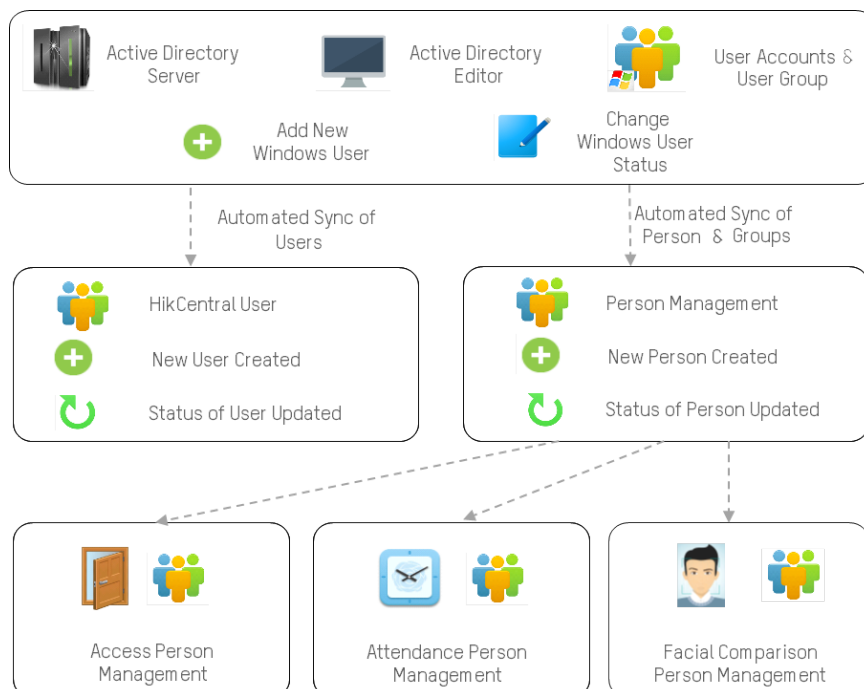 Active Directory
Server
Active Directory
Editor
User Accounts &
User Group
Add New
Windows User
Change
Windows User
Status
Automated Sync of
Users
Automated Sync of
Person & Groups
HikCentral User
New User Created
Status of User Updated
Person Management
New Person Created
Status of Person Updated
Access Person
Management
Attendance Person
Management
Facial Comparison
Person Management